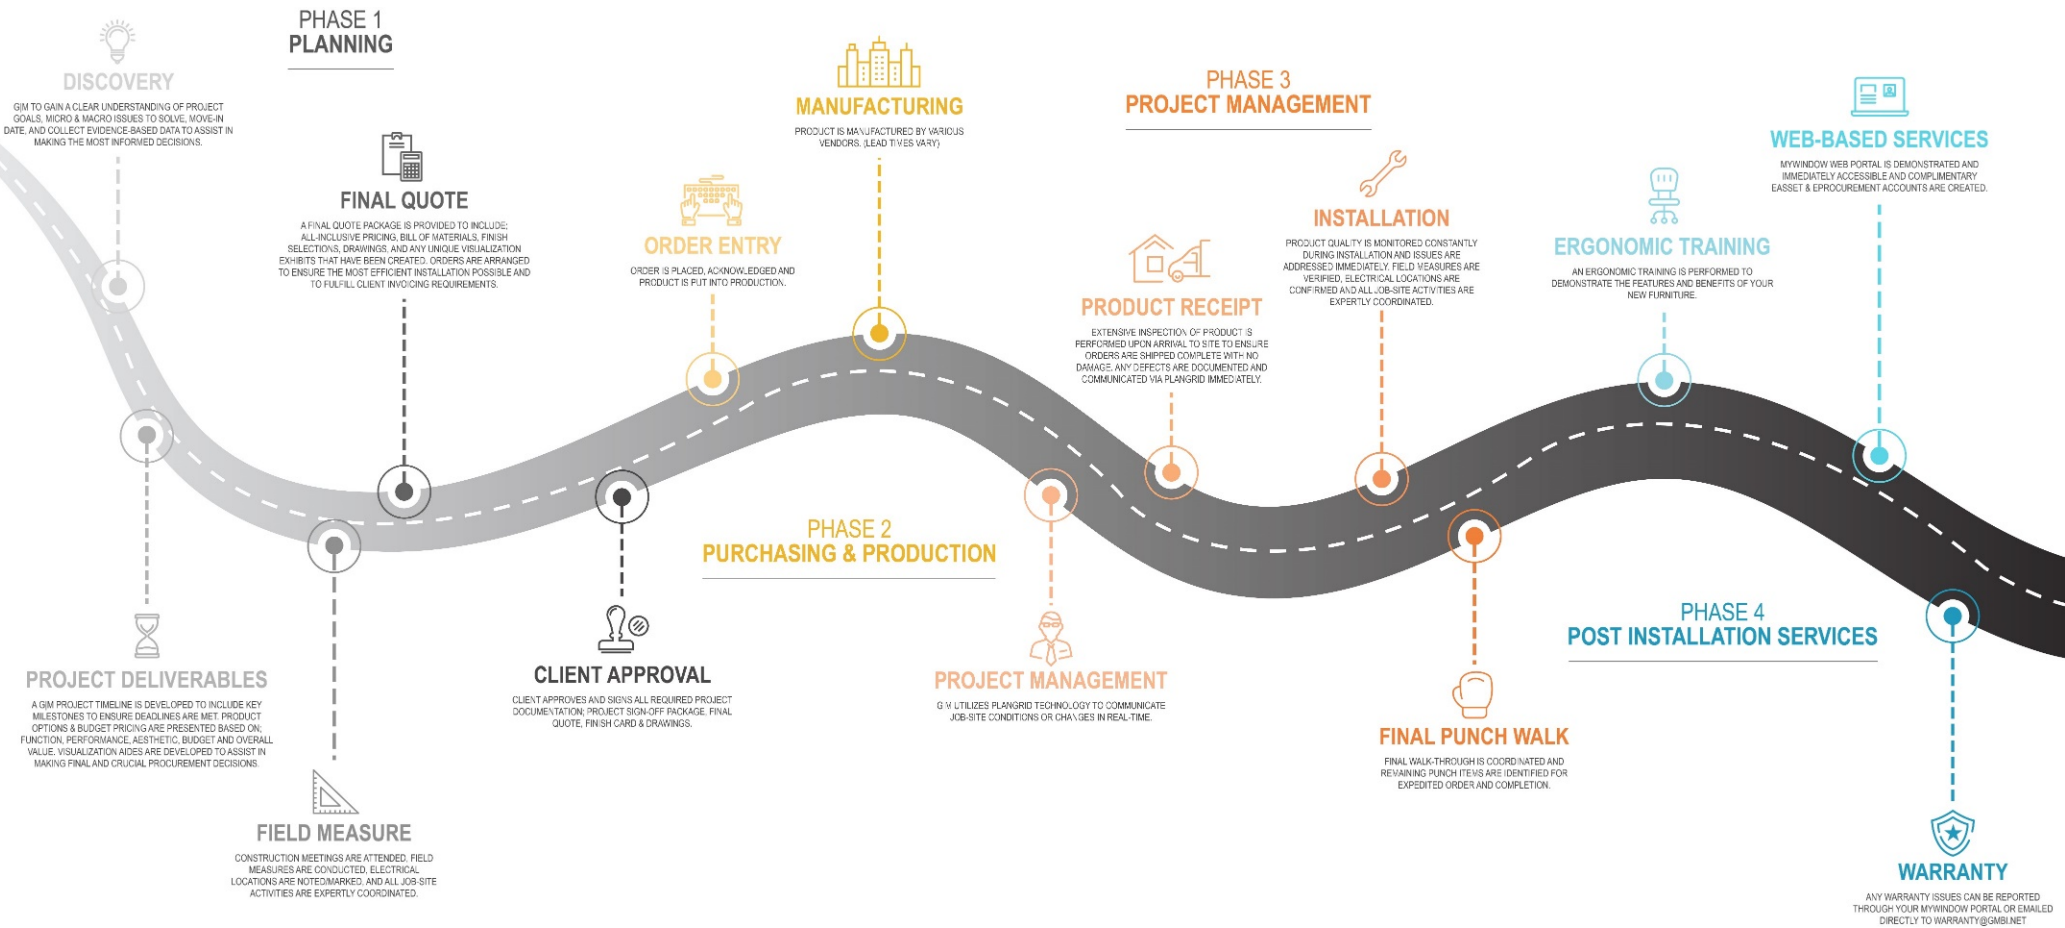 PHASE 1
PLANNING
DISCOVERY
G|M TO GAIN A CLEAR UNDERSTANDING OF PROJECT
GOALS, MICRO & MACRO ISSUES TO SOLVE, MOVE-IN
DATE, AND COLLECT EVIDENCE-BASED DATA TO ASSIST IN
MAKING THE MOST INFORMED DECISIONS.
PROJECT DELIVERABLES
A G|M PROJECT TIMELINE IS DEVELOPED TO INCLUDE KEY
MILESTONES TO ENSURE DEADLINES ARE MET. PRODUCT
OPTIONS & BUDGET PRICING ARE PRESENTED BASED ON;
FUNCTION, PERFORMANCE, AESTHETIC, BUDGET AND OVERALL
VALUE. VISUALIZATION AIDES ARE DEVELOPED TO ASSIST IN
MAKING FINAL AND CRUCIAL PROCUREMENT DECISIONS.
FIELD MEASURE
CONSTRUCTION MEETINGS ARE ATTENDED, FIELD
MEASURES ARE CONDUCTED, ELECTRICAL
LOCATIONS ARE NOTED/MARKED, AND ALL JOB-SITE
ACTIVITIES ARE EXPERTLY COORDINATED.
FINAL QUOTE
A FINAL QUOTE PACKAGE IS PROVIDED TO INCLUDE;
ALL-INCLUSIVE PRICING, BILL OF MATERIALS, FINISH
SELECTIONS, DRAWINGS, AND ANY UNIQUE VISUALIZATION
EXHIBITS THAT HAVE BEEN CREATED. ORDERS ARE ARRANGED
TO ENSURE THE MOST EFFICIENT INSTALLATION POSSIBLE AND
TO FULFILL CLIENT INVOICING REQUIREMENTS.
CLIENT APPROVAL
CLIENT APPROVES AND SIGNS ALL REQUIRED PROJECT
DOCUMENTATION; PROJECT SIGN-OFF PACKAGE, FINAL
QUOTE, FINISH CARD & DRAWINGS.
PHASE 2
PURCHASING & PRODUCTION
ORDER ENTRY
ORDER IS PLACED, ACKNOWLEDGED AND
PRODUCT IS PUT INTO PRODUCTION.
MANUFACTURING
PRODUCT IS MANUFACTURED BY VARIOUS
VENDORS. (LEAD TIMES VARY)
PHASE 3
PROJECT MANAGEMENT
PROJECT MANAGEMENT
G|M UTILIZES PLANGRID TECHNOLOGY TO COMMUNICATE
JOB-SITE CONDITIONS OR CHANGES IN REAL-TIME.
PRODUCT RECEIPT
EXTENSIVE INSPECTION OF PRODUCT IS
PERFORMED UPON ARRIVAL TO SITE TO ENSURE
ORDERS ARE SHIPPED COMPLETE WITH NO
DAMAGE. ANY DEFECTS ARE DOCUMENTED AND
COMMUNICATED VIA PLANGRID IMMEDIATELY.
INSTALLATION
PRODUCT QUALITY IS MONITORED CONSTANTLY
DURING INSTALLATION AND ISSUES ARE
ADDRESSED IMMEDIATELY. FIELD MEASURES ARE
VERIFIED, ELECTRICAL LOCATIONS ARE
CONFIRMED AND ALL JOB-SITE ACTIVITIES ARE
EXPERTLY COORDINATED.
FINAL PUNCH WALK
FINAL WALK-THROUGH IS COORDINATED AND
REMAINING PUNCH ITEMS ARE IDENTIFIED FOR
EXPEDITED ORDER AND COMPLETION.
PHASE 4
POST INSTALLATION SERVICES
ERGONOMIC TRAINING
AN ERGONOMIC TRAINING IS PERFORMED TO
DEMONSTRATE THE FEATURES AND BENEFITS OF YOUR
NEW FURNITURE.
WEB-BASED SERVICES
MYWINDOW WEB PORTAL IS DEMONSTRATED AND
IMMEDIATELY ACCESSIBLE AND COMPLIMENTARY
EASSET & EPROCUREMENT ACCOUNTS ARE CREATED.
WARRANTY
ANY WARRANTY ISSUES CAN BE REPORTED
THROUGH YOUR MYWINDOW PORTAL OR EMAILED
DIRECTLY TO WARRANTY@GMBI.NET